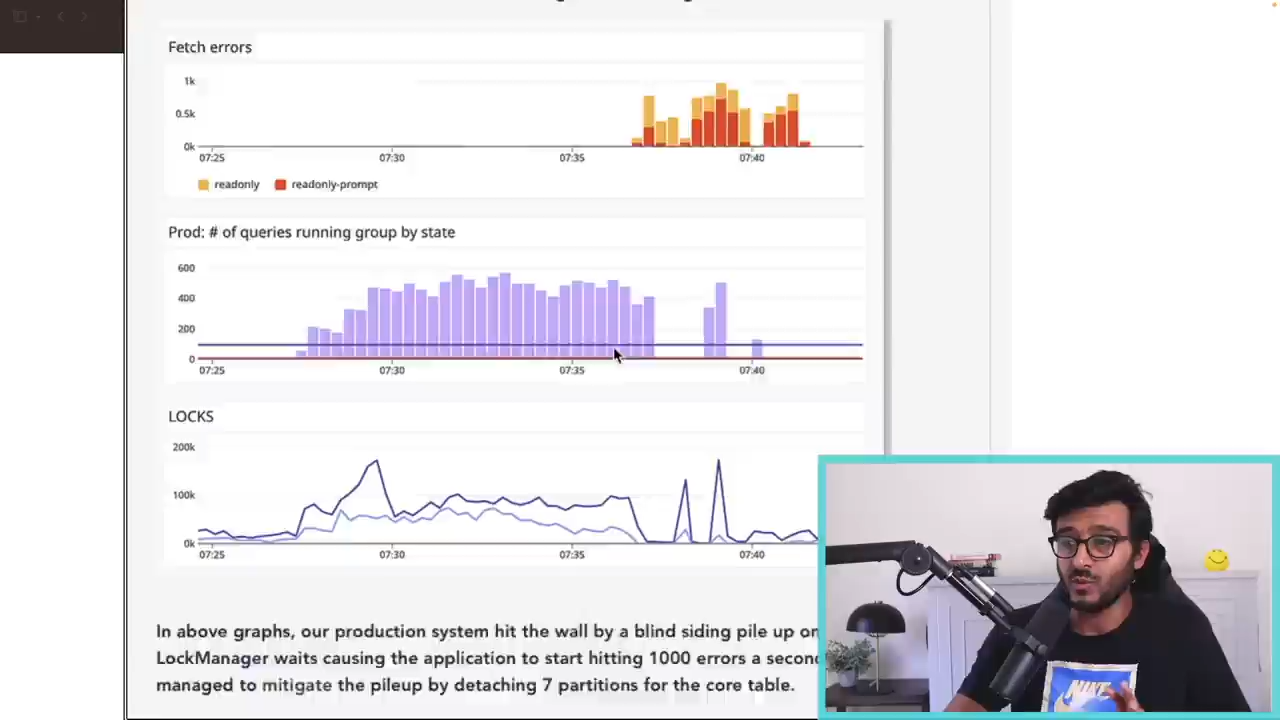 Fetch errors
1k
0.5k
0k
07:25 07:30 07:35 07:40
readonly readonly-prompt
Prod: # of queries running group by state
600
400
200
0
07:25 07:30 07:35 07:40
LOCKS
200k
100k
0k
07:25 07:30 07:35 07:40
In above graphs, our production system hit the wall by a blind siding pile up on
LockManager waits causing the application to start hitting 1000 errors a second
managed to mitigate the pileup by detaching 7 partitions for the core table.
NIKE